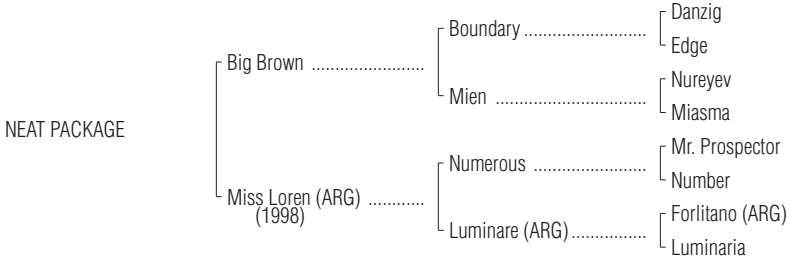 Danzig
Boundary ..........................
Edge
Big Brown ........................
Nureyev
Mien ................................
Miasma
NEAT PACKAGE
Mr. Prospector
Numerous ........................
Number
Miss Loren (ARG) ............
(1998)
Forlitano (ARG)
Luminare (ARG)................
Luminaria